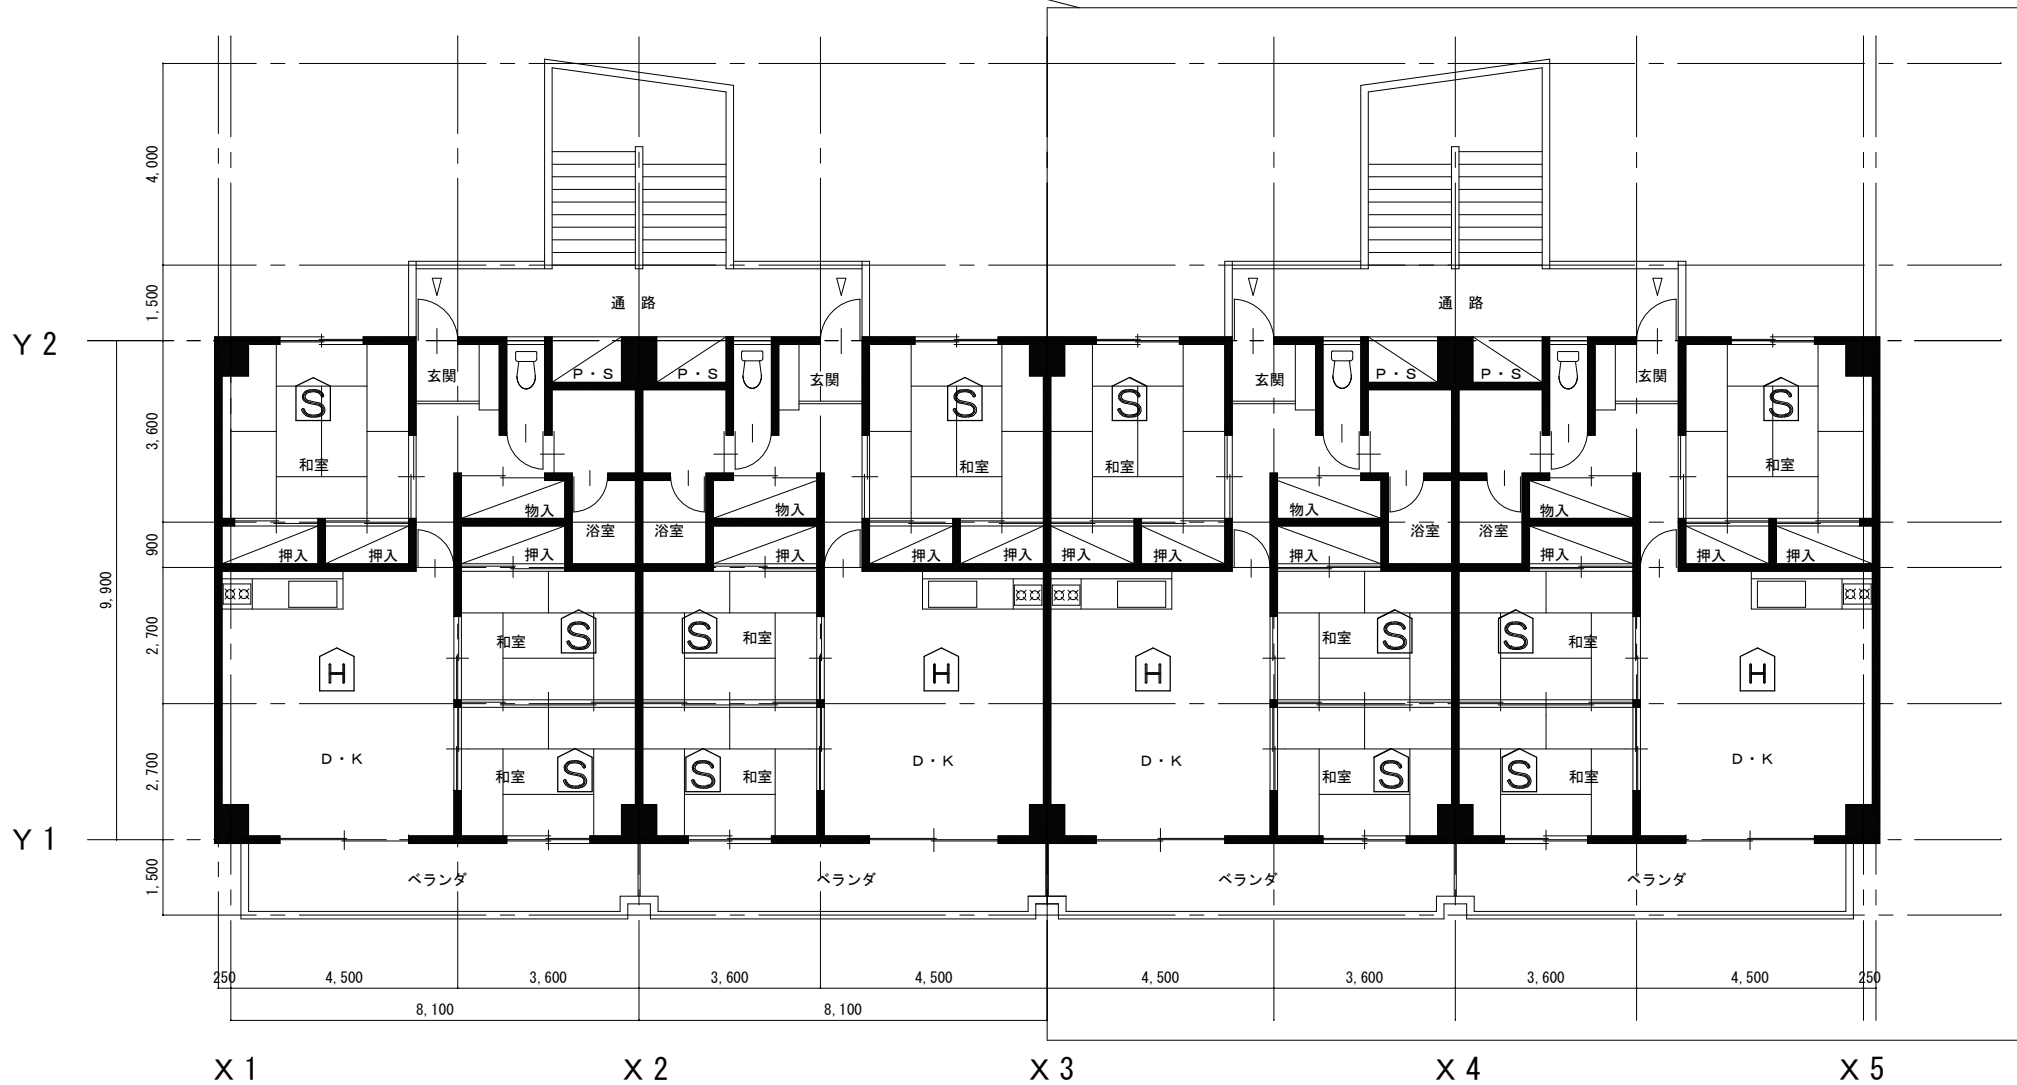 4,000
1,500
通 路
通 路
Y 2
玄関
P・S
P・S
玄関
玄関
P・S
P・S
玄関
S
S
S
S
3,600
和室
和室
和室
和室
物入
物入
物入
物入
浴室
浴室
浴室
浴室
900
押入
押入
押入
押入
押入
押入
押入
押入
押入
押入
押入
押入
9,900
2,700
和室
S
S
和室
和室
S
S
和室
H
H
H
H
2,700
D・K
和室
S
S
和室
D・K
D・K
和室
S
S
和室
D・K
Y 1
1,500
ベランダ
ベランダ
ベランダ
ベランダ
250
4,500
3,600
3,600
4,500
4,500
3,600
3,600
4,500
250
8,100
8,100
X 1
X 2
X 3
X 4
X 5